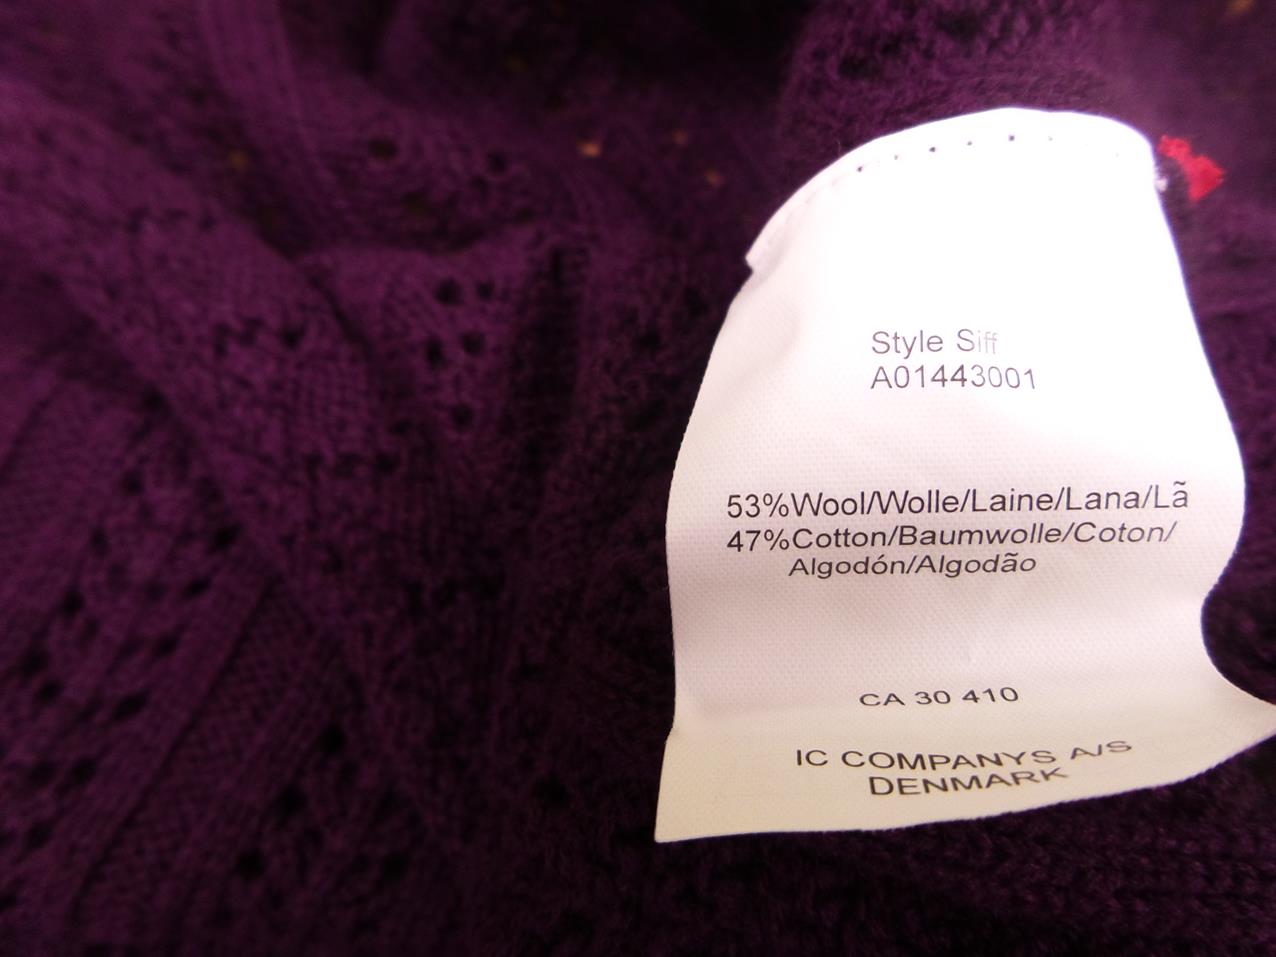 Style Siff
A01443001
53%Wool/Wolle/Laine/Lana/Lã
47%Cotton/Baumwolle/Coton/
Algodón/Algodão
CA 30 410
IC COMPANYS A/S
DENMARK